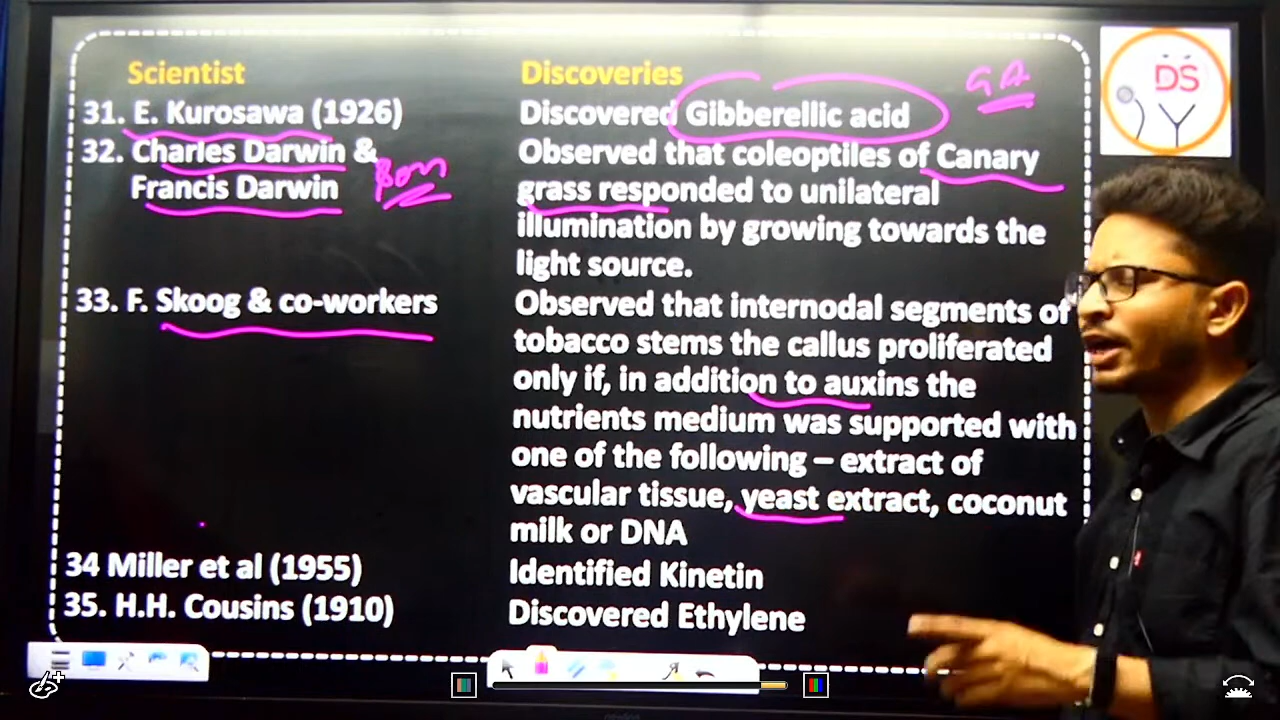 Scientist Discoveries GA
31. E. Kurosawa (1926) Discovered Gibberellic acid
32. Charles Darwin & Observed that coleoptiles of Canary
Francis Darwin grass responded to unilateral
illumination by growing towards the
light source.
33. F. Skoog & co-workers Observed that internodal segments of
tobacco stems the callus proliferated
only if, in addition to auxins the
nutrients medium was supported with
one of the following – extract of
vascular tissue, yeast extract, coconut
milk or DNA
34 Miller et al (1955) Identified Kinetin
35. H.H. Cousins (1910) Discovered Ethylene
DS